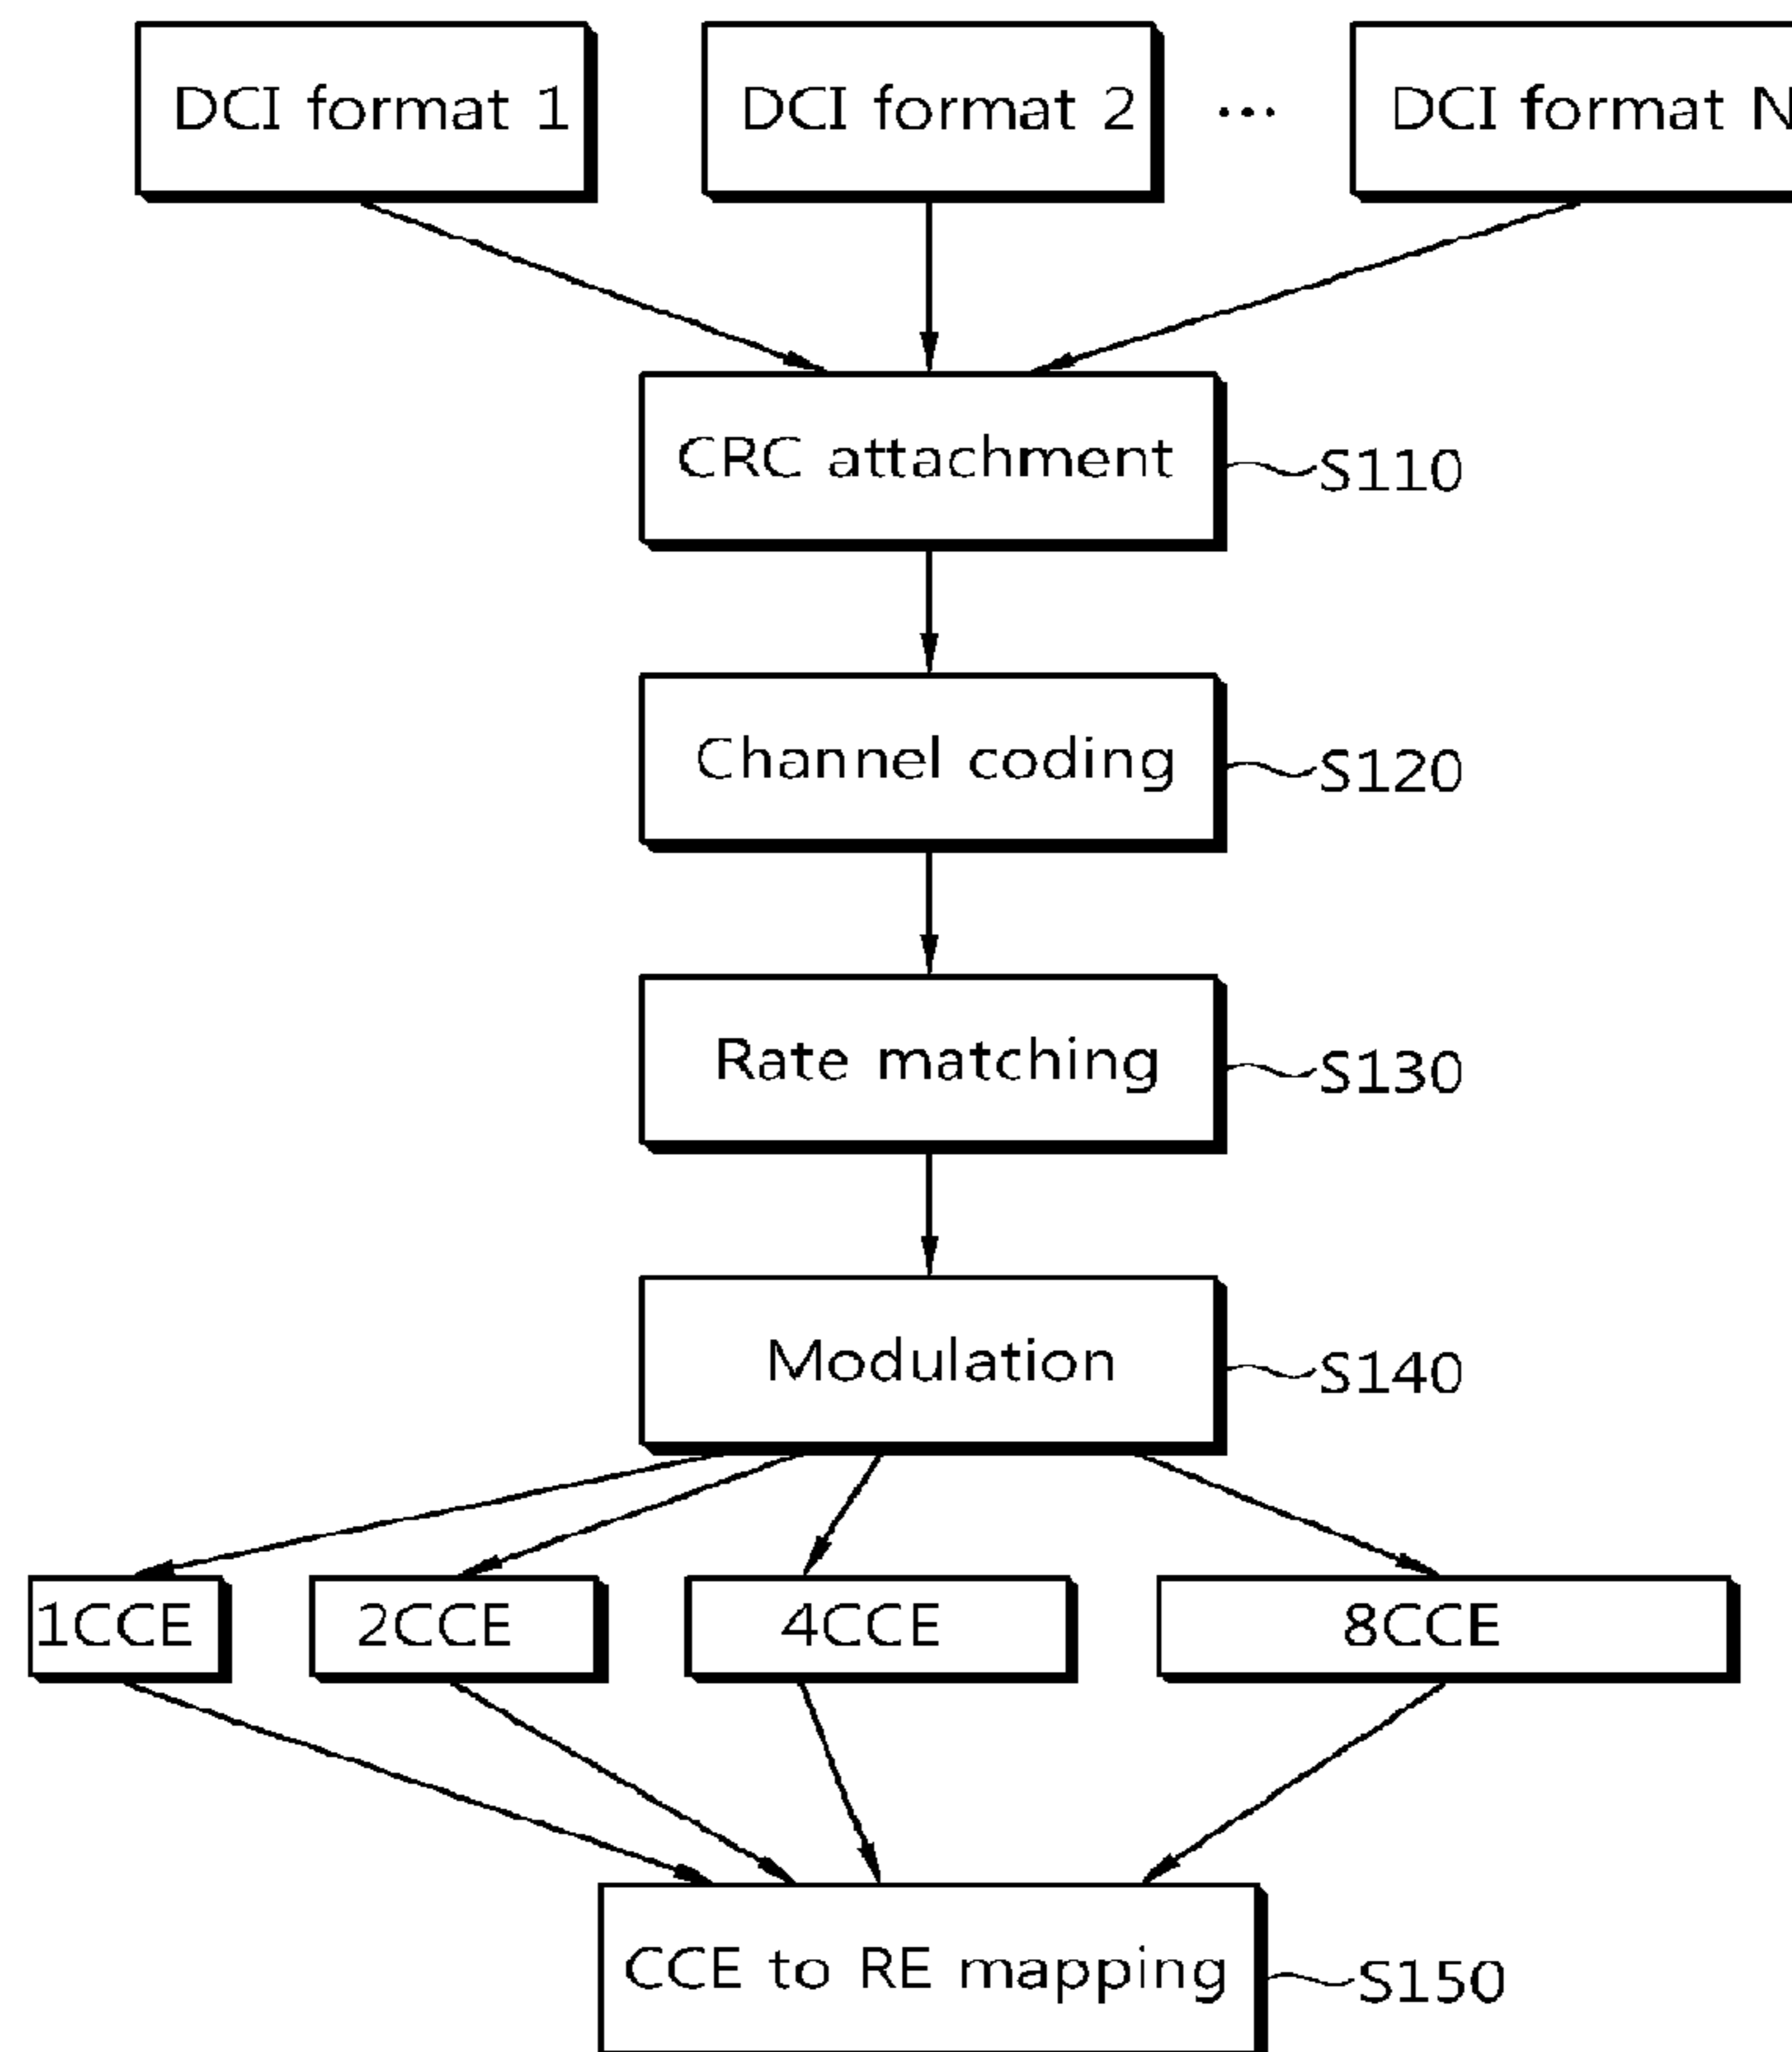 DCI format 1
DCI format 2
...
DCI format N
CRC attachment
S110
Channel coding
S120
Rate matching
S130
Modulation
S140
1CCE
2CCE
4CCE
8CCE
CCE to RE mapping
S150